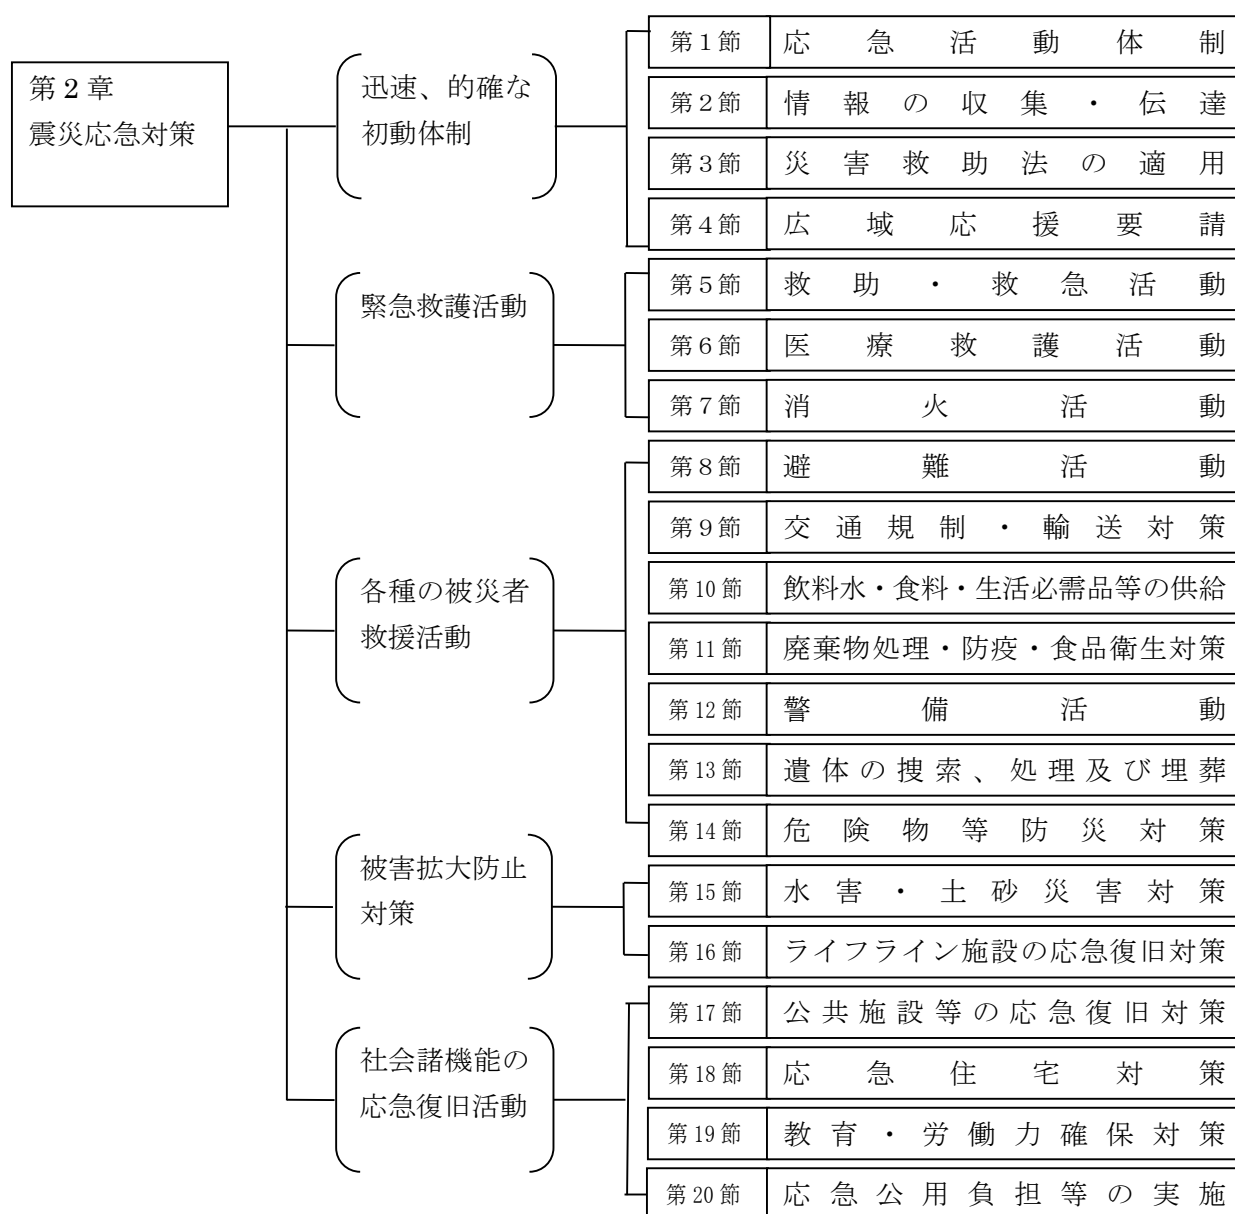 第2章
震災応急対策
迅速、的確な
初動体制
第1節 応急活動体制
第2節 情報の収集・伝達
第3節 災害救助法の適用
第4節 広域応援要請
緊急救護活動
第5節 救助・救急活動
第6節 医療救護活動
第7節 消火活動
各種の被災者
救援活動
第8節 避難活動
第9節 交通規制・輸送対策
第10節 飲料水・食料・生活必需品等の供給
第11節 廃棄物処理・防疫・食品衛生対策
第12節 警備活動
第13節 遺体の捜索、処理及び埋葬
第14節 危険物等防災対策
被害拡大防止
対策
第15節 水害・土砂災害対策
第16節 ライフライン施設の応急復旧対策
社会諸機能の
応急復旧活動
第17節 公共施設等の応急復旧対策
第18節 応急住宅対策
第19節 教育・労働力確保対策
第20節 応急公用負担等の実施